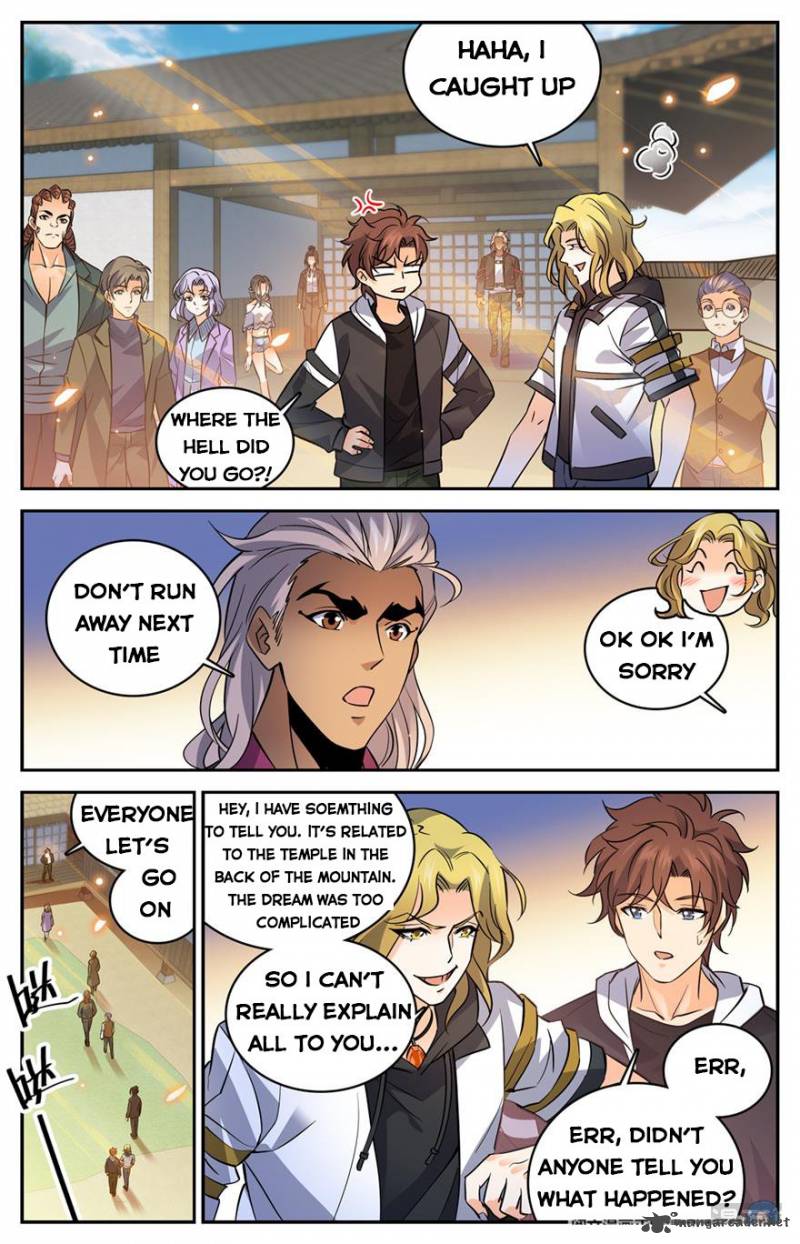 HAHA, I
CAUGHT UP
WHERE THE
HELL DID
YOU GO?!
DON'T RUN
AWAY NEXT
TIME
OK OK I'M
SORRY
EVERYONE
LET'S
GO
ON
HEY, I HAVE SOEMTHING
TO TELL YOU. IT'S RELATED
TO THE TEMPLE IN THE
BACK OF THE MOUNTAIN.
THE DREAM WAS TOO
COMPLICATED
SO I CAN'T
REALLY EXPLAIN
ALL TO YOU...
ERR,
ERR, DIDN'T
ANYONE TELL YOU
WHAT HAPPENED?
mangareader.net